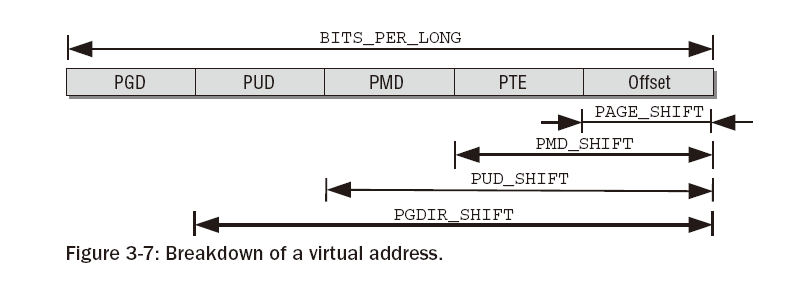 BITS_PER_LONG
PGD PUD PMD PTE Offset
PAGE_SHIFT
PMD_SHIFT
PUD_SHIFT
PGDIR_SHIFT
Figure 3-7: Breakdown of a virtual address.